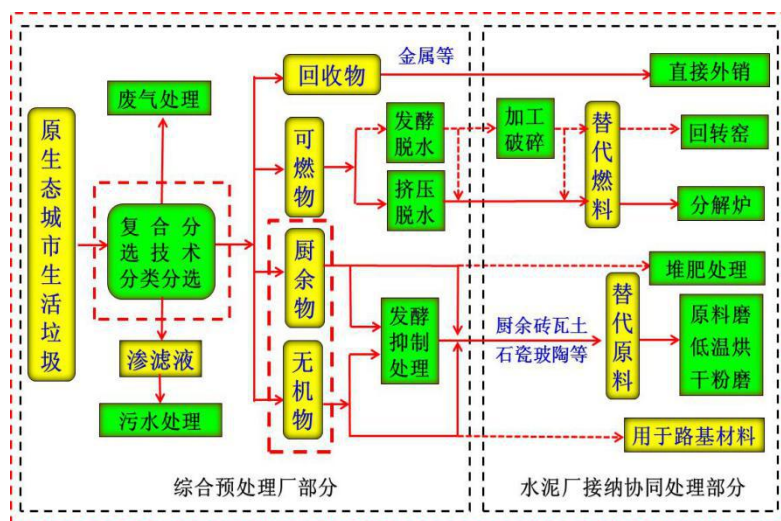 原生态城市生活垃圾
废气处理
复合分
选技术
分类分选
渗滤液
污水处理
回收物
金属等
直接外销
可燃物
发酵
脱水
挤压
脱水
加工
破碎
替代燃料
回转窑
分解炉
厨余物
无机物
发酵
抑制
处理
厨余砖瓦土
石瓷玻陶等
替代原料
堆肥处理
原料磨
低温烘
干粉磨
用于路基材料
综合预处理厂部分
水泥厂接纳协同处理部分